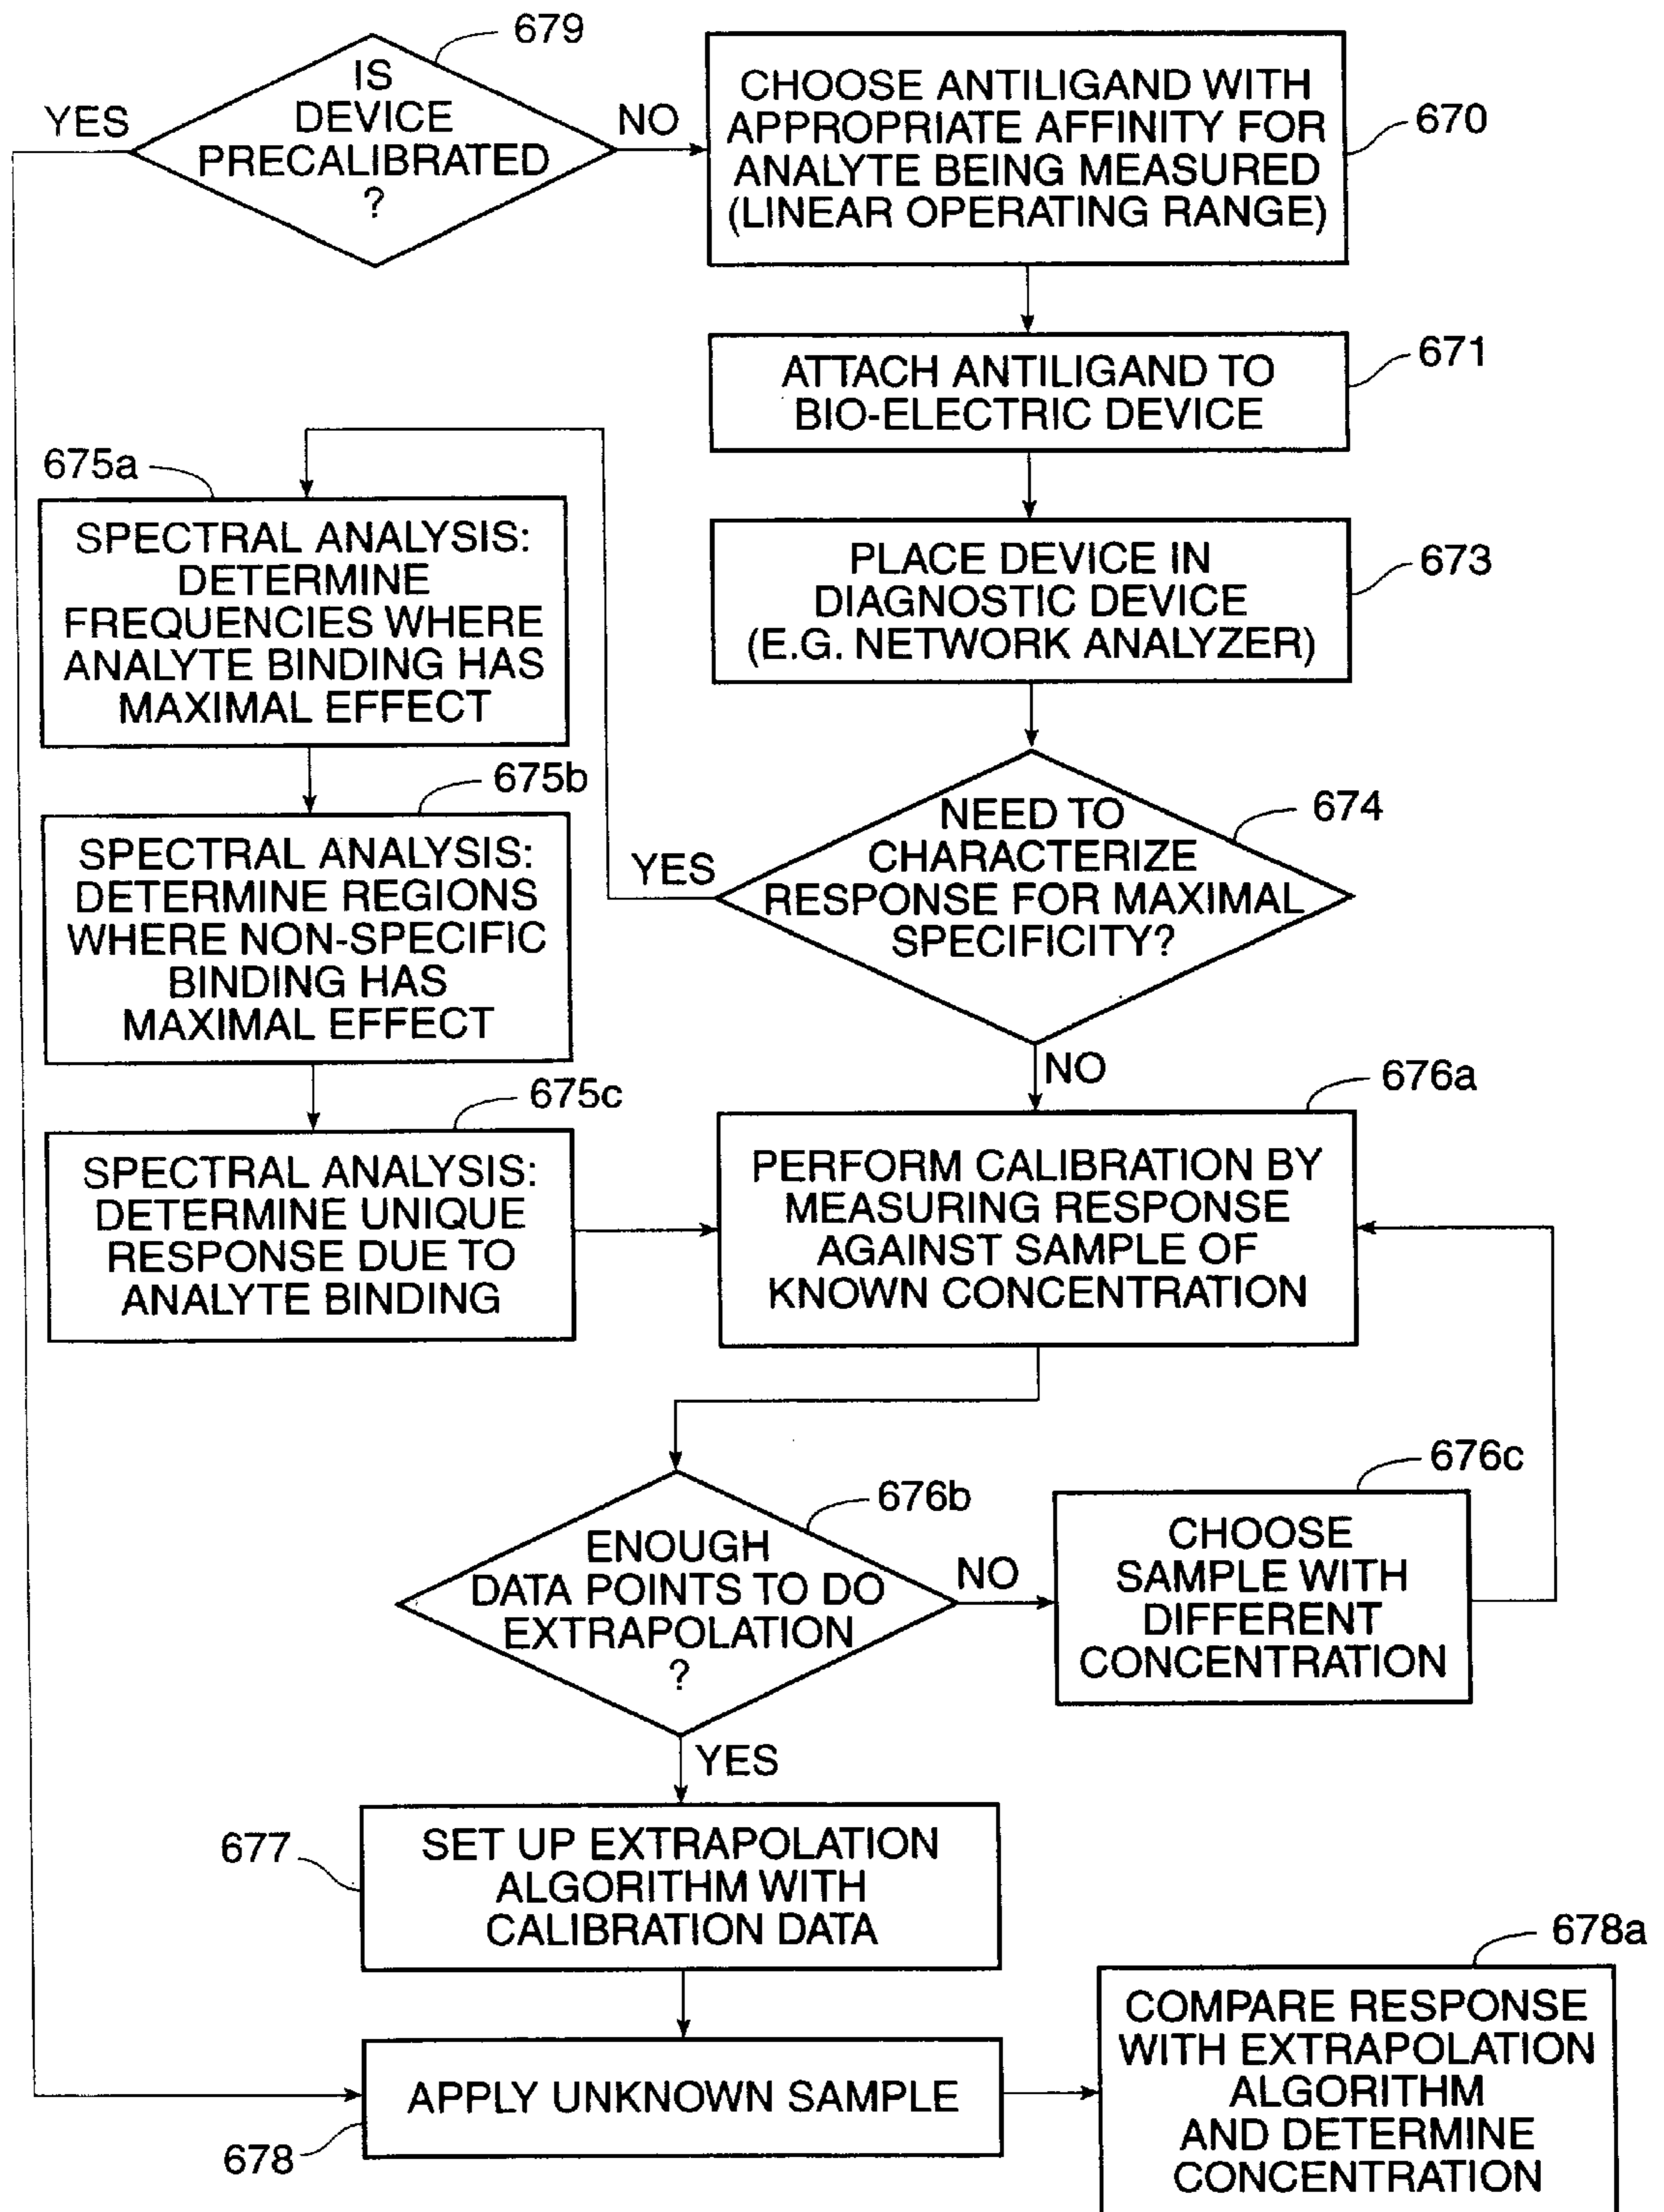 679
IS
DEVICE
PRECALIBRATED
?
YES
NO
CHOOSE ANTILIGAND WITH
APPROPRIATE AFFINITY FOR
ANALYTE BEING MEASURED
(LINEAR OPERATING RANGE)
670
ATTACH ANTILIGAND TO
BIO-ELECTRIC DEVICE
671
PLACE DEVICE IN
DIAGNOSTIC DEVICE
(E.G. NETWORK ANALYZER)
673
NEED TO
CHARACTERIZE
RESPONSE FOR MAXIMAL
SPECIFICITY?
674
YES
NO
675a
SPECTRAL ANALYSIS:
DETERMINE
FREQUENCIES WHERE
ANALYTE BINDING HAS
MAXIMAL EFFECT
675b
SPECTRAL ANALYSIS:
DETERMINE REGIONS
WHERE NON-SPECIFIC
BINDING HAS
MAXIMAL EFFECT
675c
SPECTRAL ANALYSIS:
DETERMINE UNIQUE
RESPONSE DUE TO
ANALYTE BINDING
676a
PERFORM CALIBRATION BY
MEASURING RESPONSE
AGAINST SAMPLE OF
KNOWN CONCENTRATION
676b
ENOUGH
DATA POINTS TO DO
EXTRAPOLATION
?
NO
676c
CHOOSE
SAMPLE WITH
DIFFERENT
CONCENTRATION
YES
677
SET UP EXTRAPOLATION
ALGORITHM WITH
CALIBRATION DATA
APPLY UNKNOWN SAMPLE
678
678a
COMPARE RESPONSE
WITH EXTRAPOLATION
ALGORITHM
AND DETERMINE
CONCENTRATION